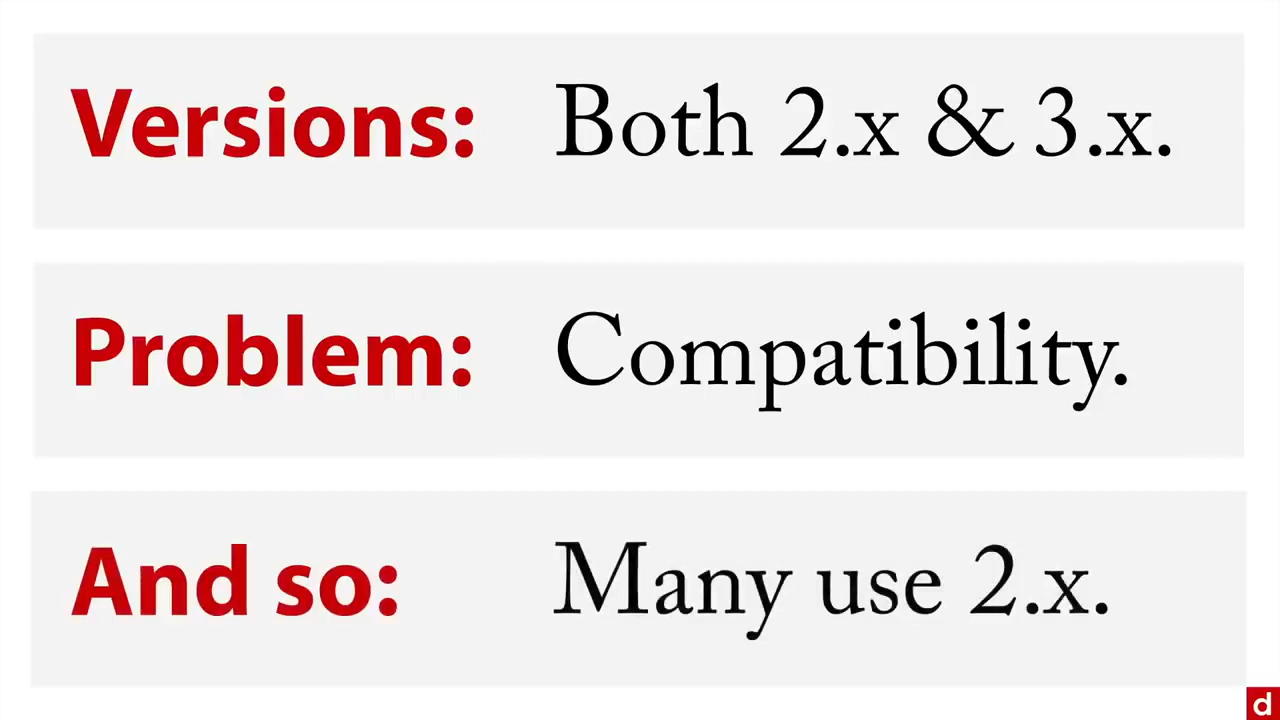 Versions: Both 2.x & 3.x.
Problem: Compatibility.
And so: Many use 2.x.
d